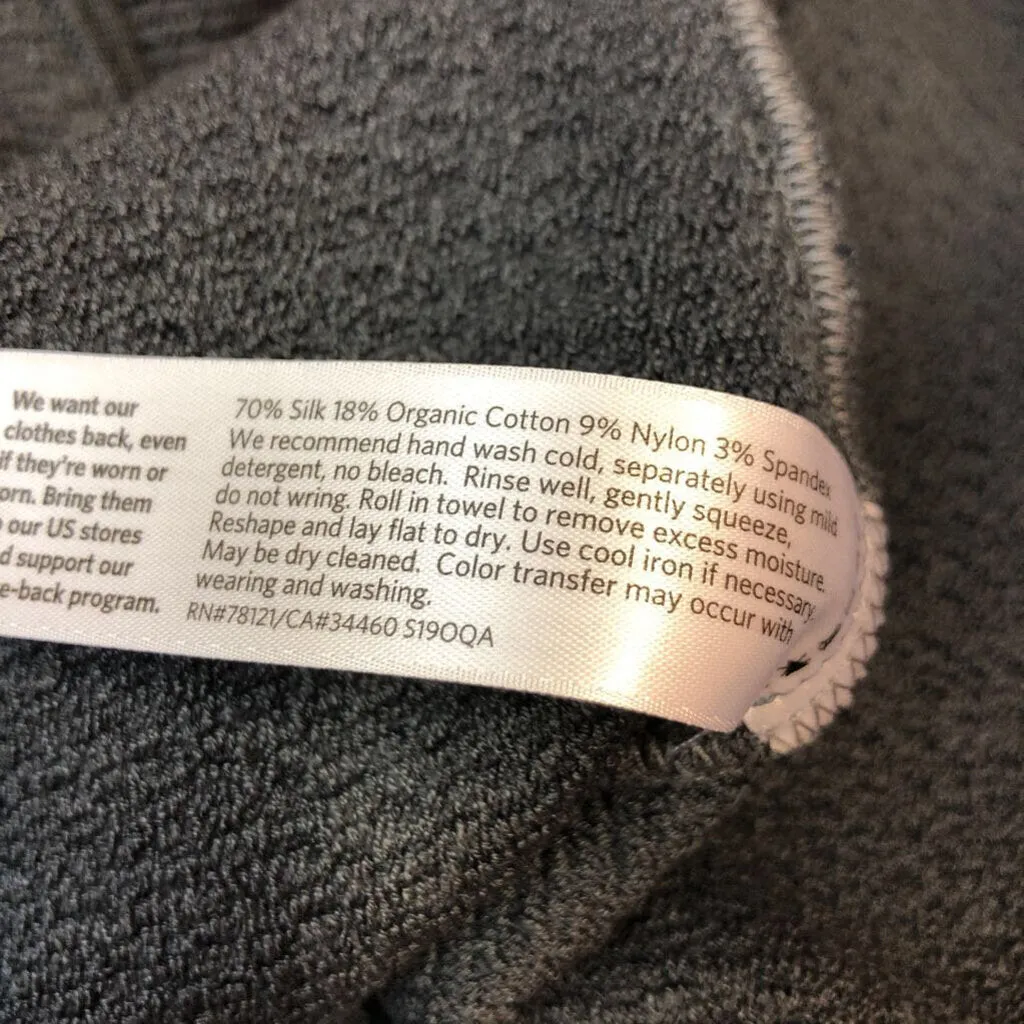 We want our
clothes back, even
if they're worn or
orn. Bring them
our US stores
d support our
e-back program.
70% Silk 18% Organic Cotton 9% Nylon 3% Spandex
We recommend hand wash cold, separately using mild
detergent, no bleach. Rinse well, gently squeeze,
do not wring. Roll in towel to remove excess moisture.
Reshape and lay flat to dry. Use cool iron if necessary.
May be dry cleaned. Color transfer may occur with
wearing and washing.
RN#78121/CA#34460 S19OQA